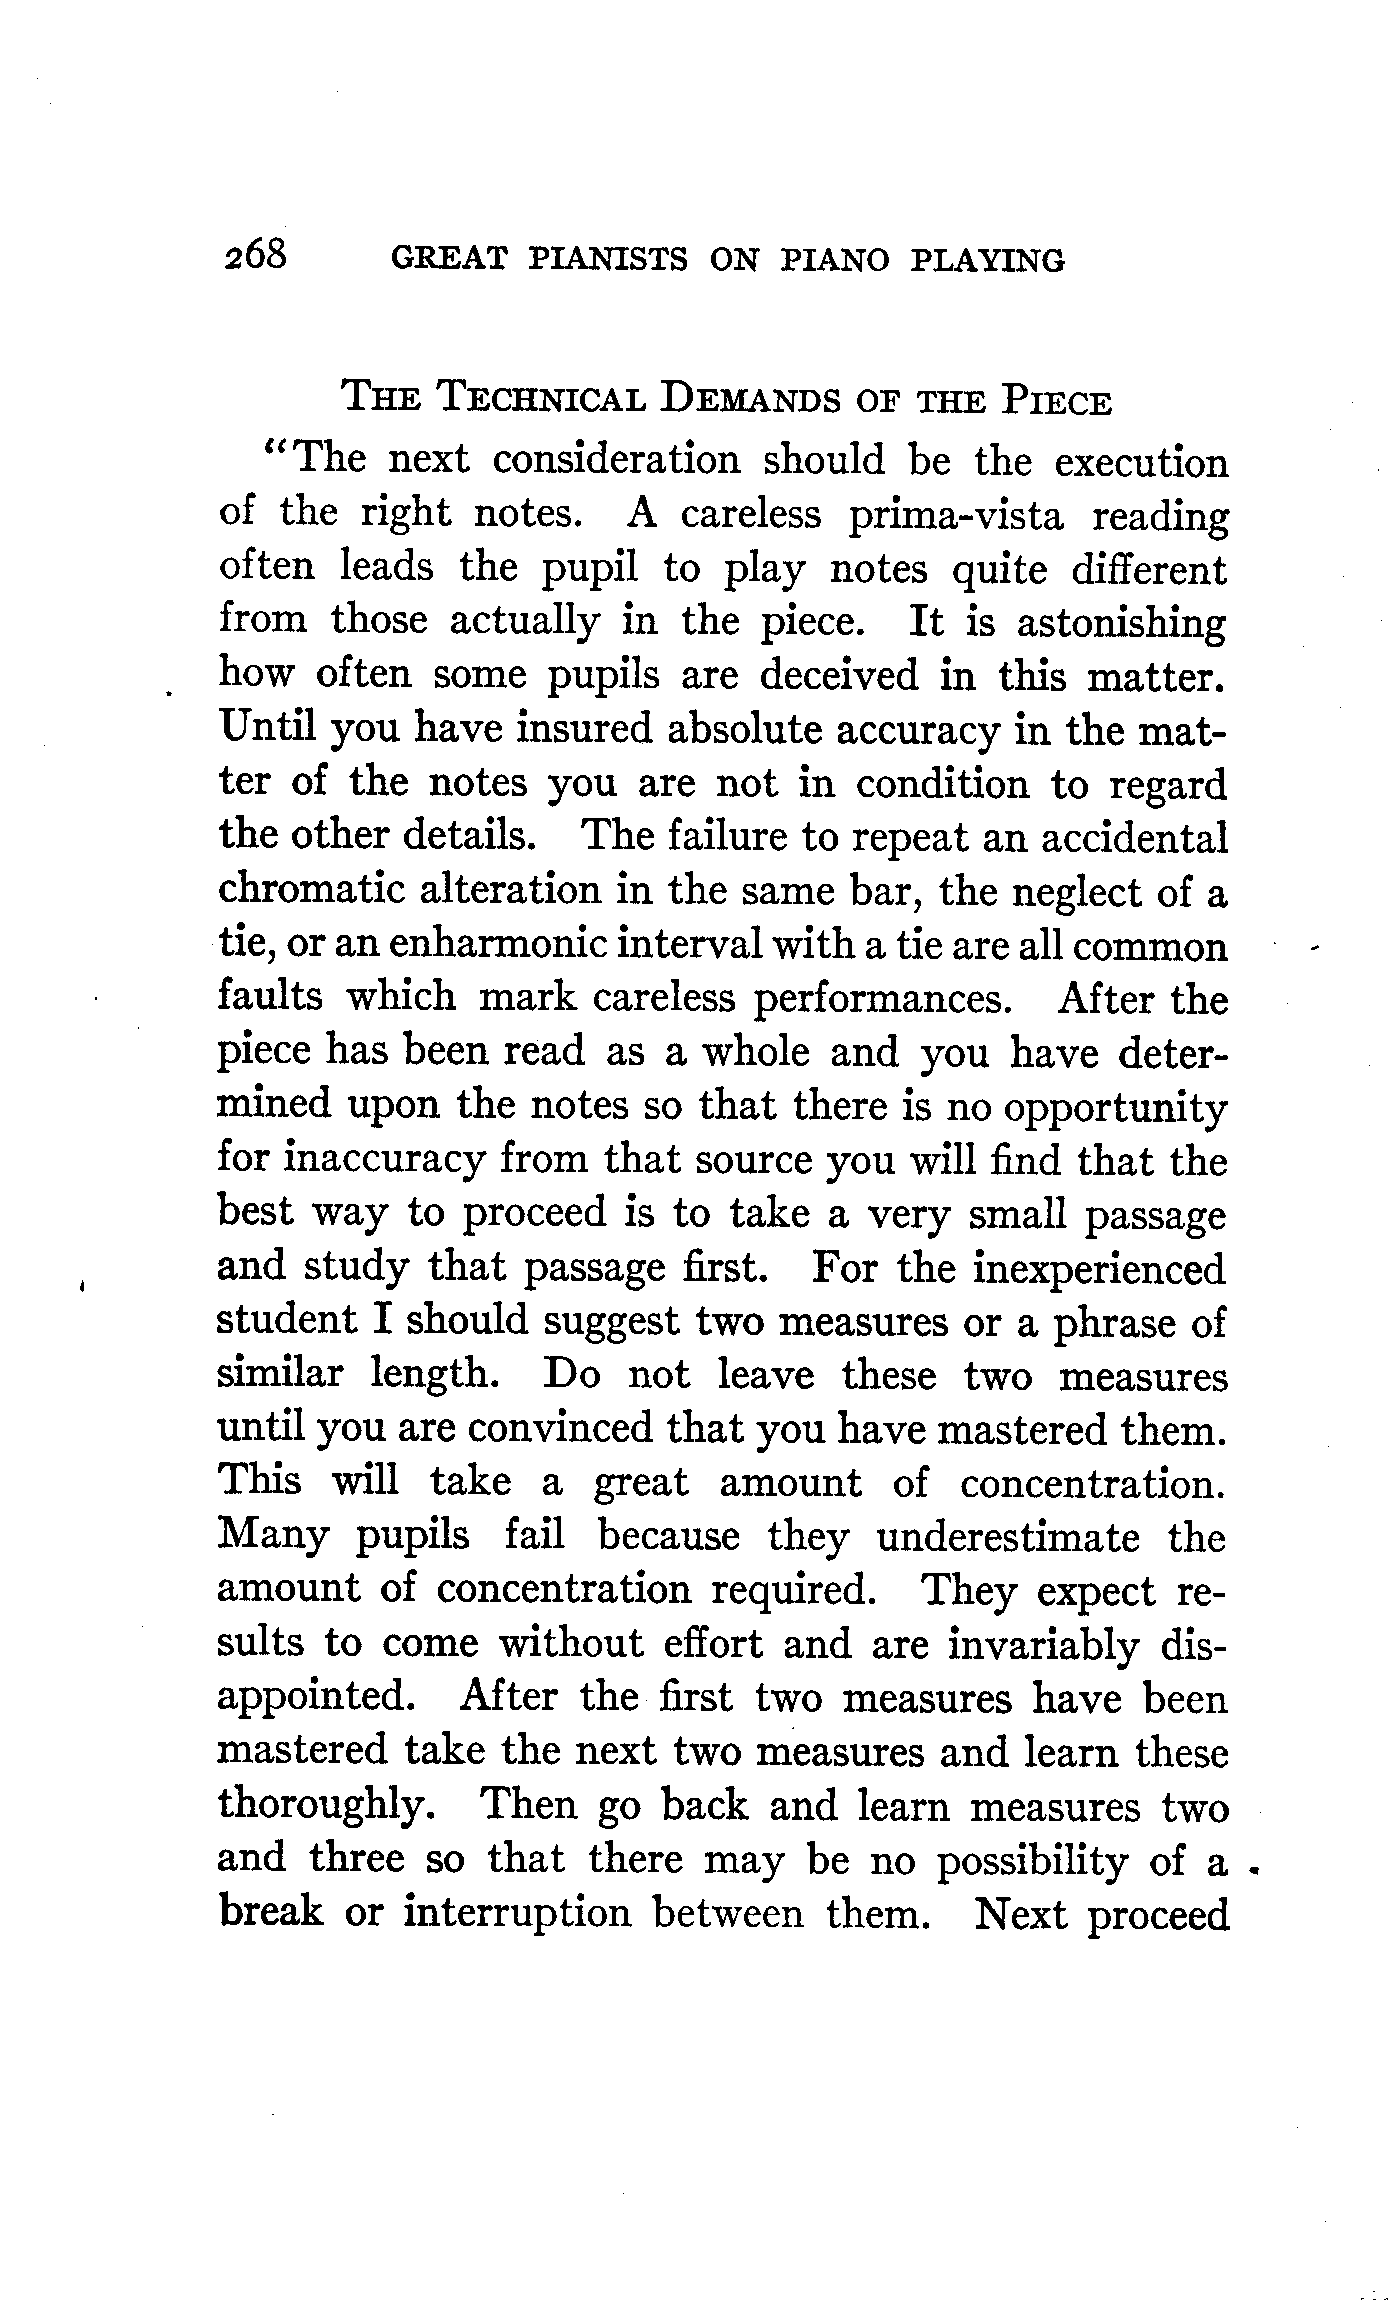 268 GREAT PIANISTS ON PIANO PLAYING
THE TECHNICAL DEMANDS OF THE PIECE
"The next consideration should be the execution
of the right notes. A careless prima-vista reading
often leads the pupil to play notes quite different
from those actually in the piece. It is astonishing
how often some pupils are deceived in this matter.
Until you have insured absolute accuracy in the mat-
ter of the notes you are not in condition to regard
the other details. The failure to repeat an accidental
chromatic alteration in the same bar, the neglect of a
tie, or an enharmonic interval with a tie are all common
faults which mark careless performances. After the
piece has been read as a whole and you have deter-
mined upon the notes so that there is no opportunity
for inaccuracy from that source you will find that the
best way to proceed is to take a very small passage
and study that passage first. For the inexperienced
student I should suggest two measures or a phrase of
similar length. Do not leave these two measures
until you are convinced that you have mastered them.
This will take a great amount of concentration.
Many pupils fail because they underestimate the
amount of concentration required. They expect re-
sults to come without effort and are invariably dis-
appointed. After the first two measures have been
mastered take the next two measures and learn these
thoroughly. Then go back and learn measures two
and three so that there may be no possibility of a
break or interruption between them. Next proceed